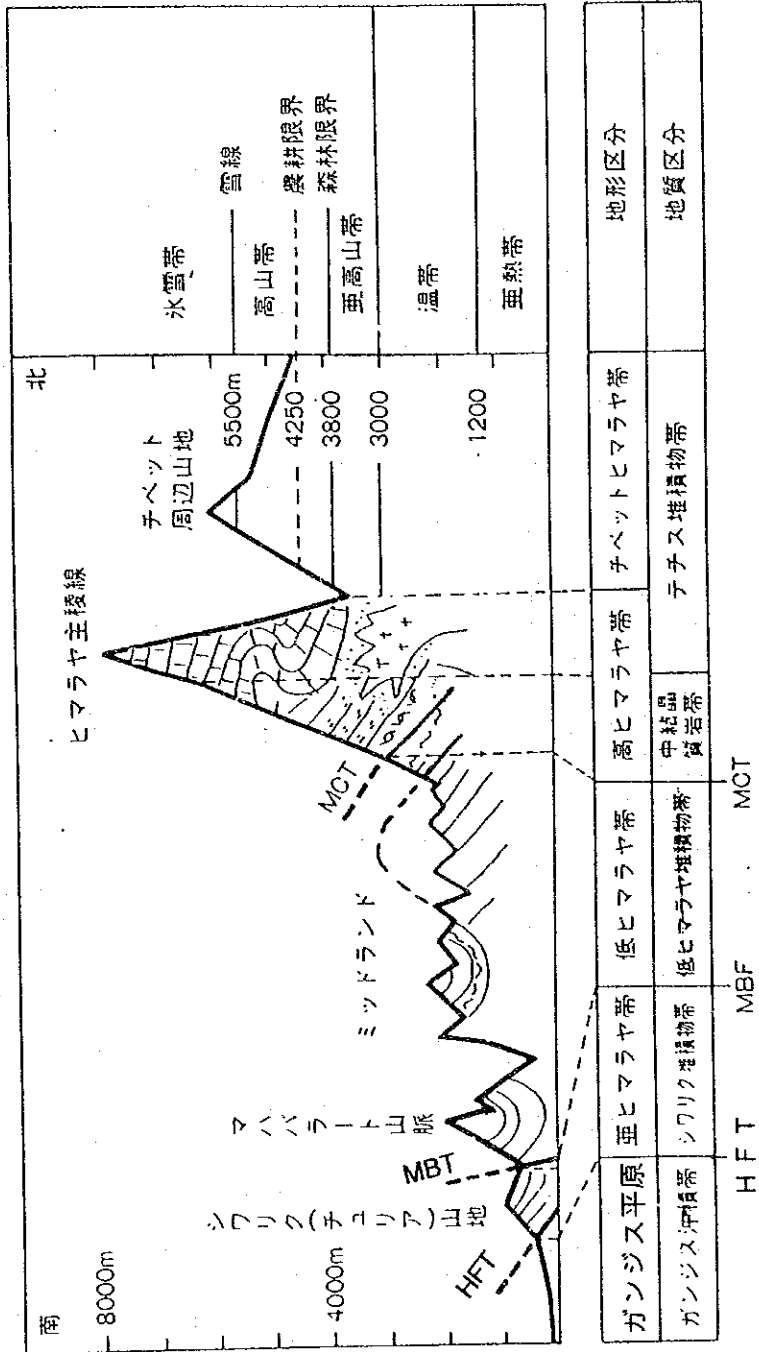 南
北
8000m
4000m
ヒマラヤ主稜線
チベット
周辺山地
ミッドランド
マハバラート山脈
シワリク(チュリア)山地
MCT
MBT
HFT
5500m
4250
3800
3000
1200
氷雪帯
雪線
高山帯
農耕限界
森林限界
亜高山帯
温帯
亜熱帯
ガンジス平原
亜ヒマラヤ帯
低ヒマラヤ帯
高ヒマラヤ帯
チベットヒマラヤ帯
地形区分
ガンジス沖積帯
シワリク堆積物帯
低ヒマラヤ堆積物帯
中央結晶
質岩帯
テチス堆積物帯
地質区分
HFT
MBF
MCT